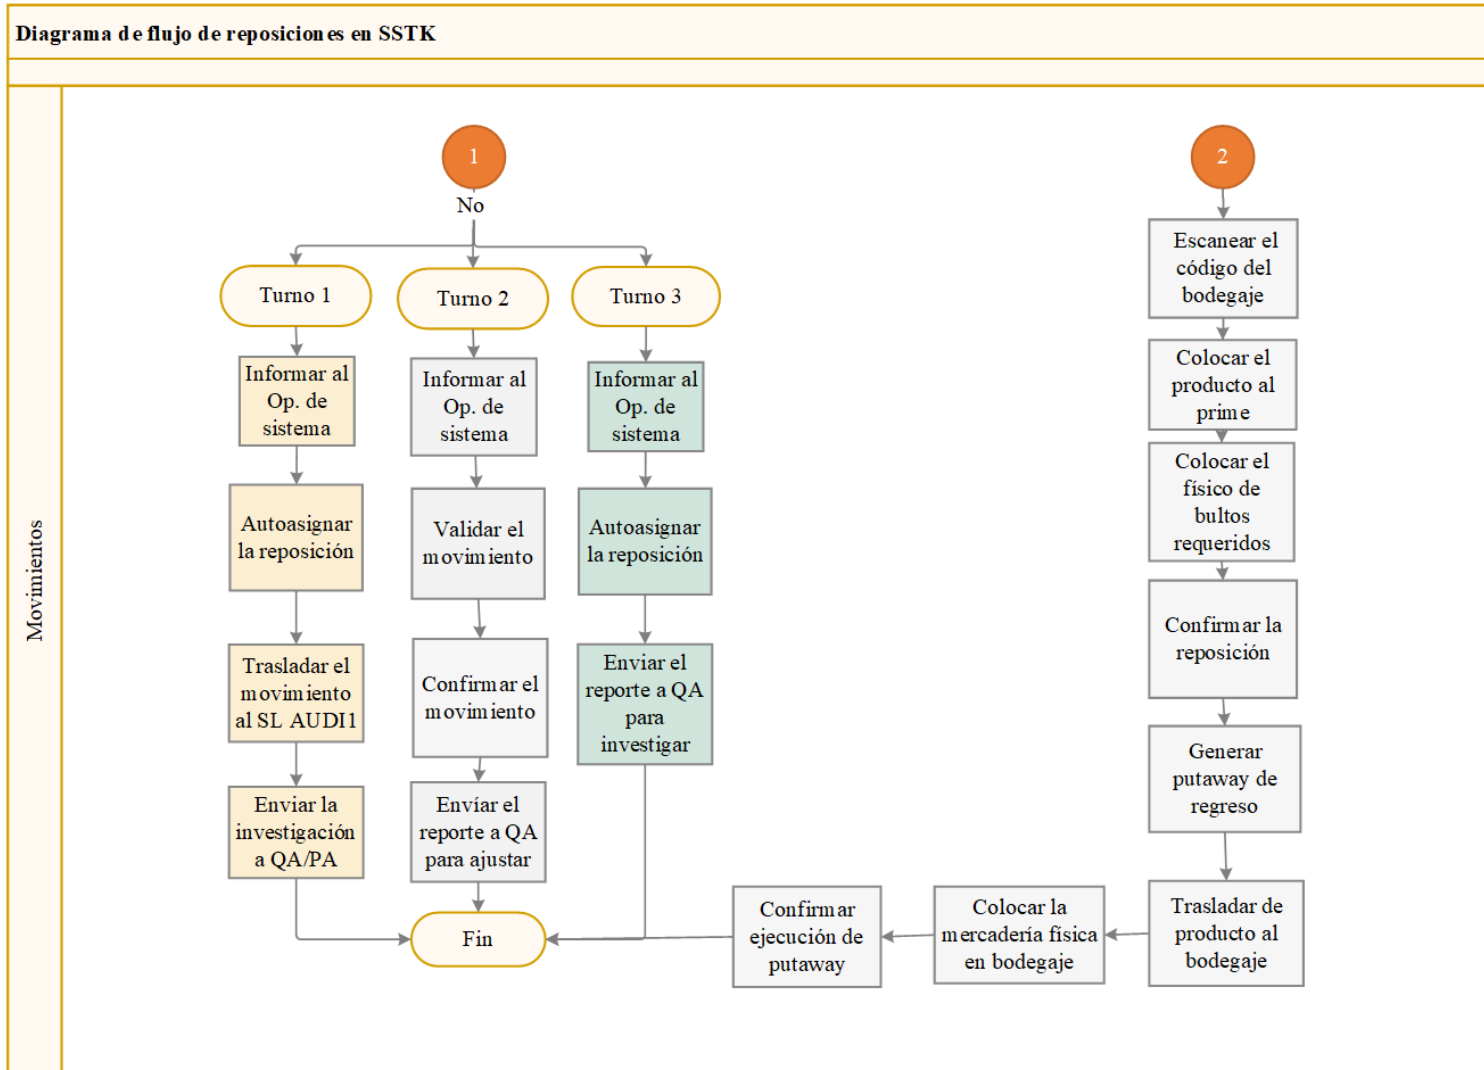 Diagrama de flujo de reposiciones en SSTK
Movimientos
1
No
Turno 1
Informar al
Op. de
sistema
Autoasignar
la reposición
Trasladar el
movimiento
al SL AUDI1
Enviar la
investigación
a QA/PA
Turno 2
Informar al
Op. de
sistema
Validar el
movimiento
Confirmar el
movimiento
Envíar el
reporte a QA
para ajustar
Turno 3
Informar al
Op. de
sistema
Autoasignar
la reposición
Enviar el
reporte a QA
para
investigar
Fin
2
Escanear el
código del
bodegaje
Colocar el
producto al
prime
Colocar el
físico de
bultos
requeridos
Confirmar la
reposición
Generar
putaway de
regreso
Trasladar de
producto al
bodegaje
Colocar la
mercadería física
en bodegaje
Confirmar
ejecución de
putaway